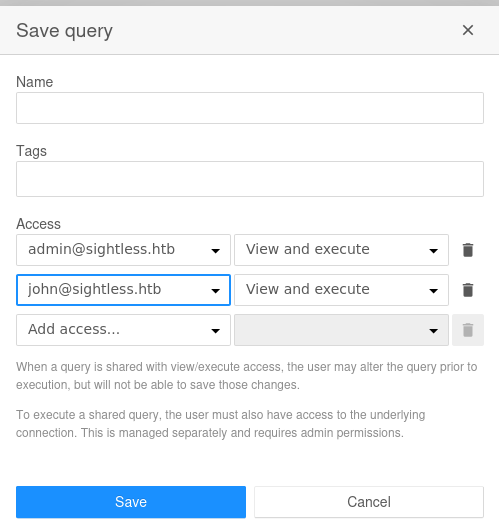 Save query
Name
Tags
Access
admin@sightless.htb View and execute
john@sightless.htb View and execute
Add access...
When a query is shared with view/execute access, the user may alter the query prior to
execution, but will not be able to save those changes.
To execute a shared query, the user must also have access to the underlying
connection. This is managed separately and requires admin permissions.
Save Cancel